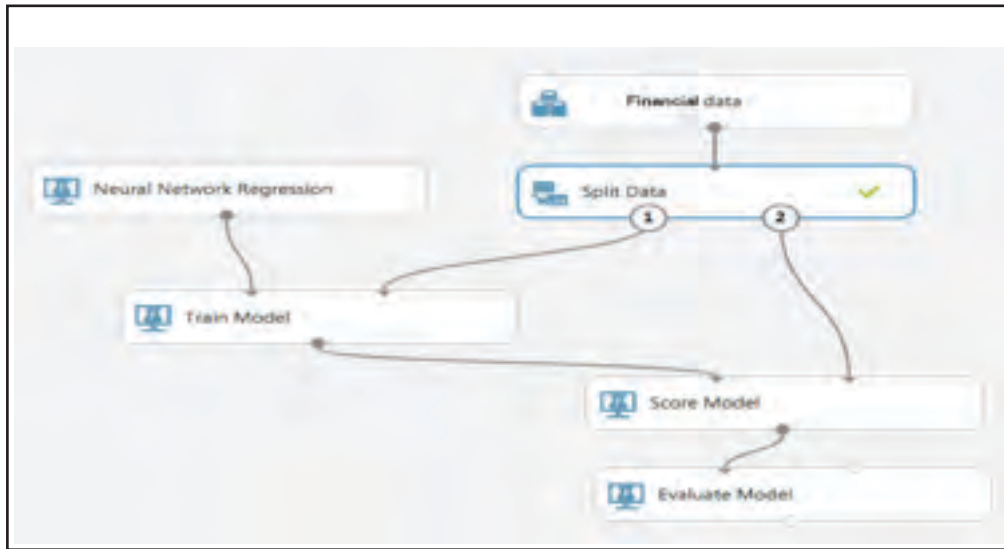 Financial data
Neural Network Regression
Split Data
1
2
Train Model
Score Model
Evaluate Model